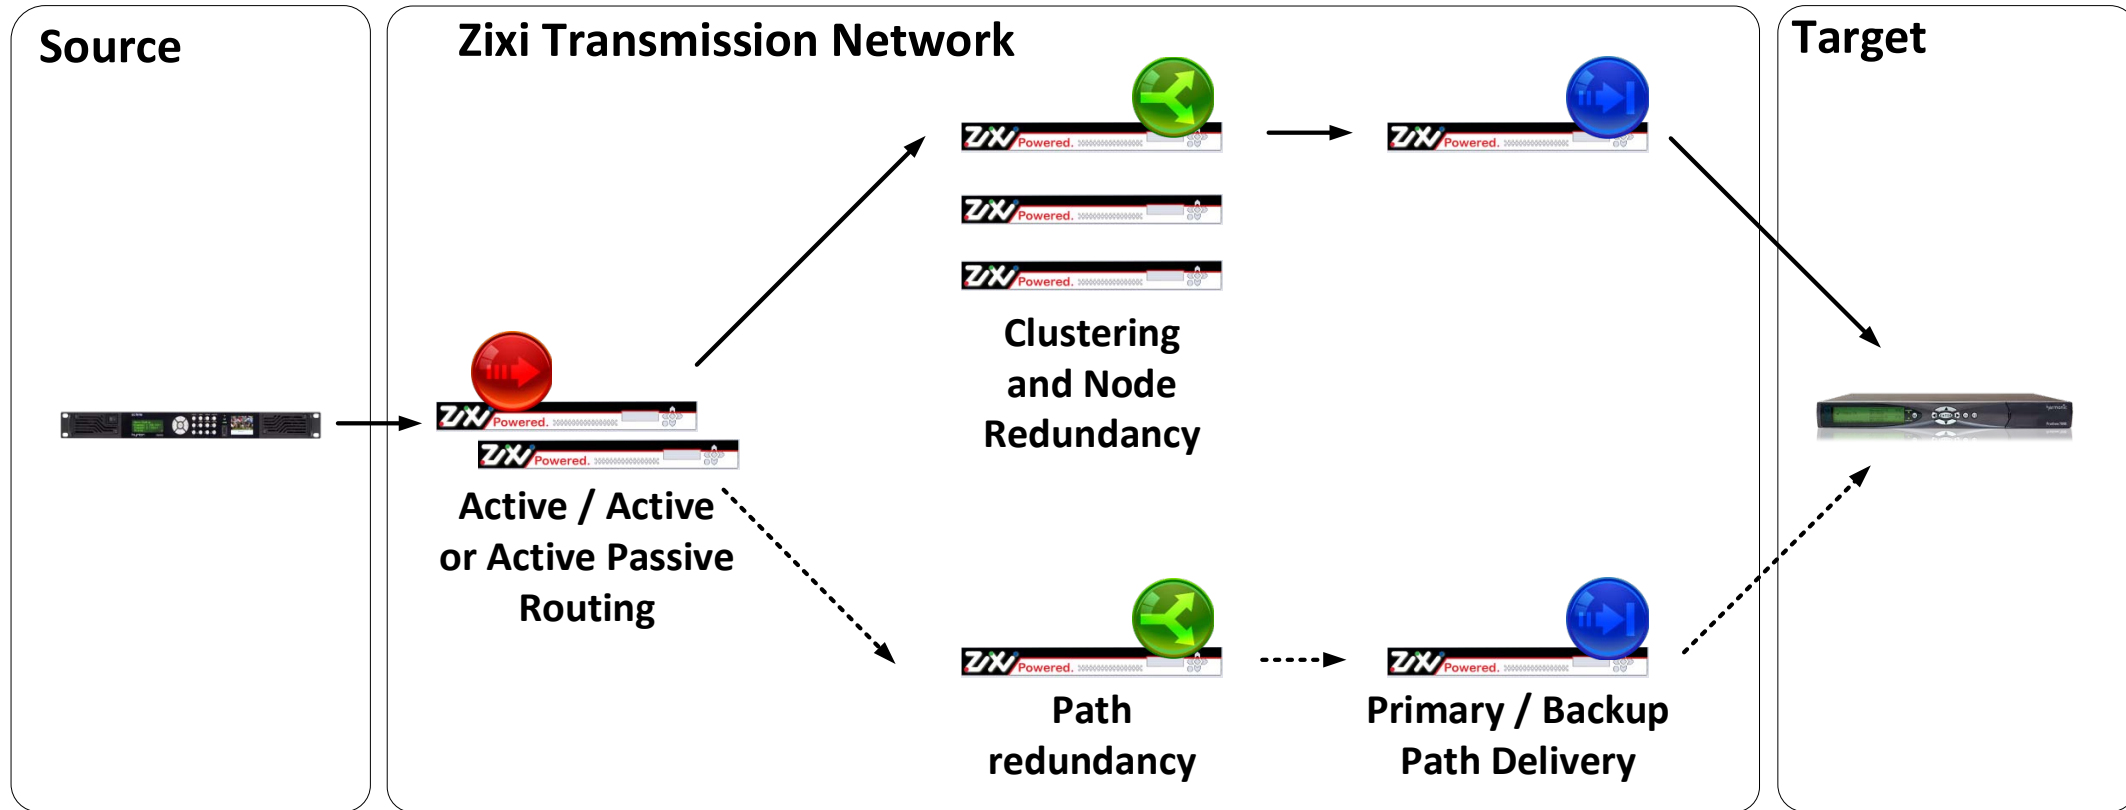 Source
Zixi Transmission Network
Target
ZiXi Powered.
ZiXi Powered.
ZiXi Powered.
ZiXi Powered.
Clustering
and Node
Redundancy
ZiXi Powered.
ZiXi Powered.
Active / Active
or Active Passive
Routing
ZiXi Powered.
ZiXi Powered.
Path
redundancy
Primary / Backup
Path Delivery